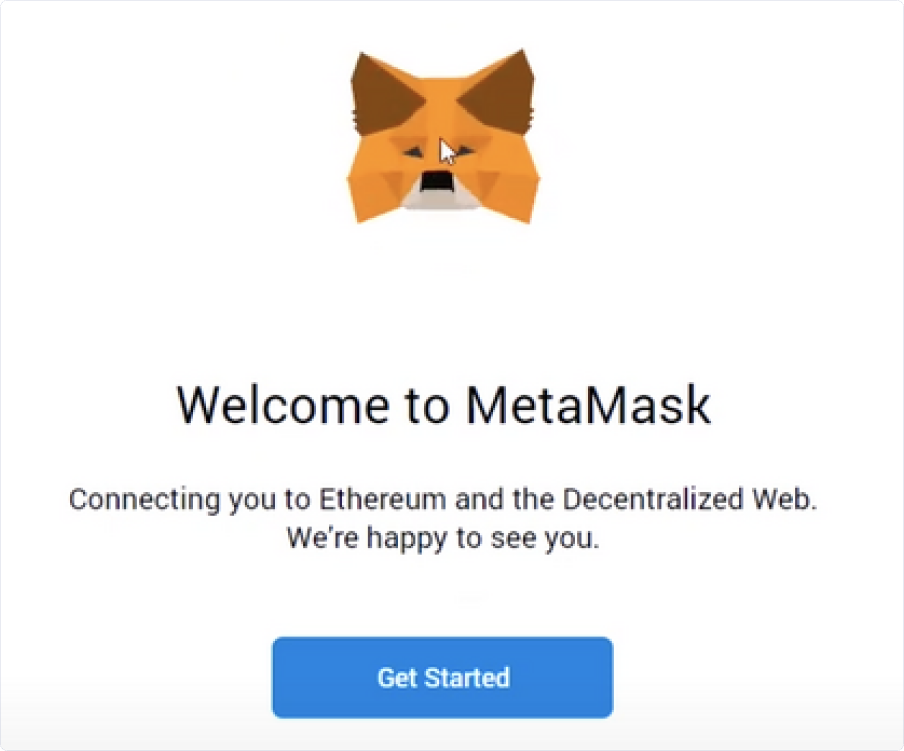 Welcome to MetaMask
Connecting you to Ethereum and the Decentralized Web.
We're happy to see you.
Get Started